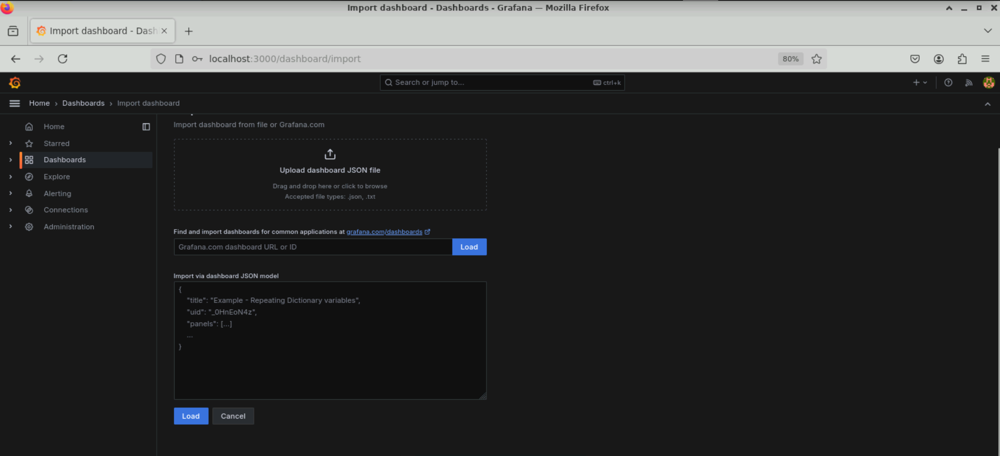 Import dashboard - Dashboards - Grafana — Mozilla Firefox
Import dashboard - Dash
localhost:3000/dashboard/import
80%
Search or jump to...
ctrl+k
Home › Dashboards › Import dashboard
Home
Starred
Dashboards
Explore
Alerting
Connections
Administration
Import dashboard from file or Grafana.com
Upload dashboard JSON file
Drag and drop here or click to browse
Accepted file types: .json, .txt
Find and import dashboards for common applications at grafana.com/dashboards
Grafana.com dashboard URL or ID
Load
Import via dashboard JSON model
{
"title": "Example - Repeating Dictionary variables",
"uid": "_0HnEoN4z",
"panels": [...]
...
}
Load
Cancel